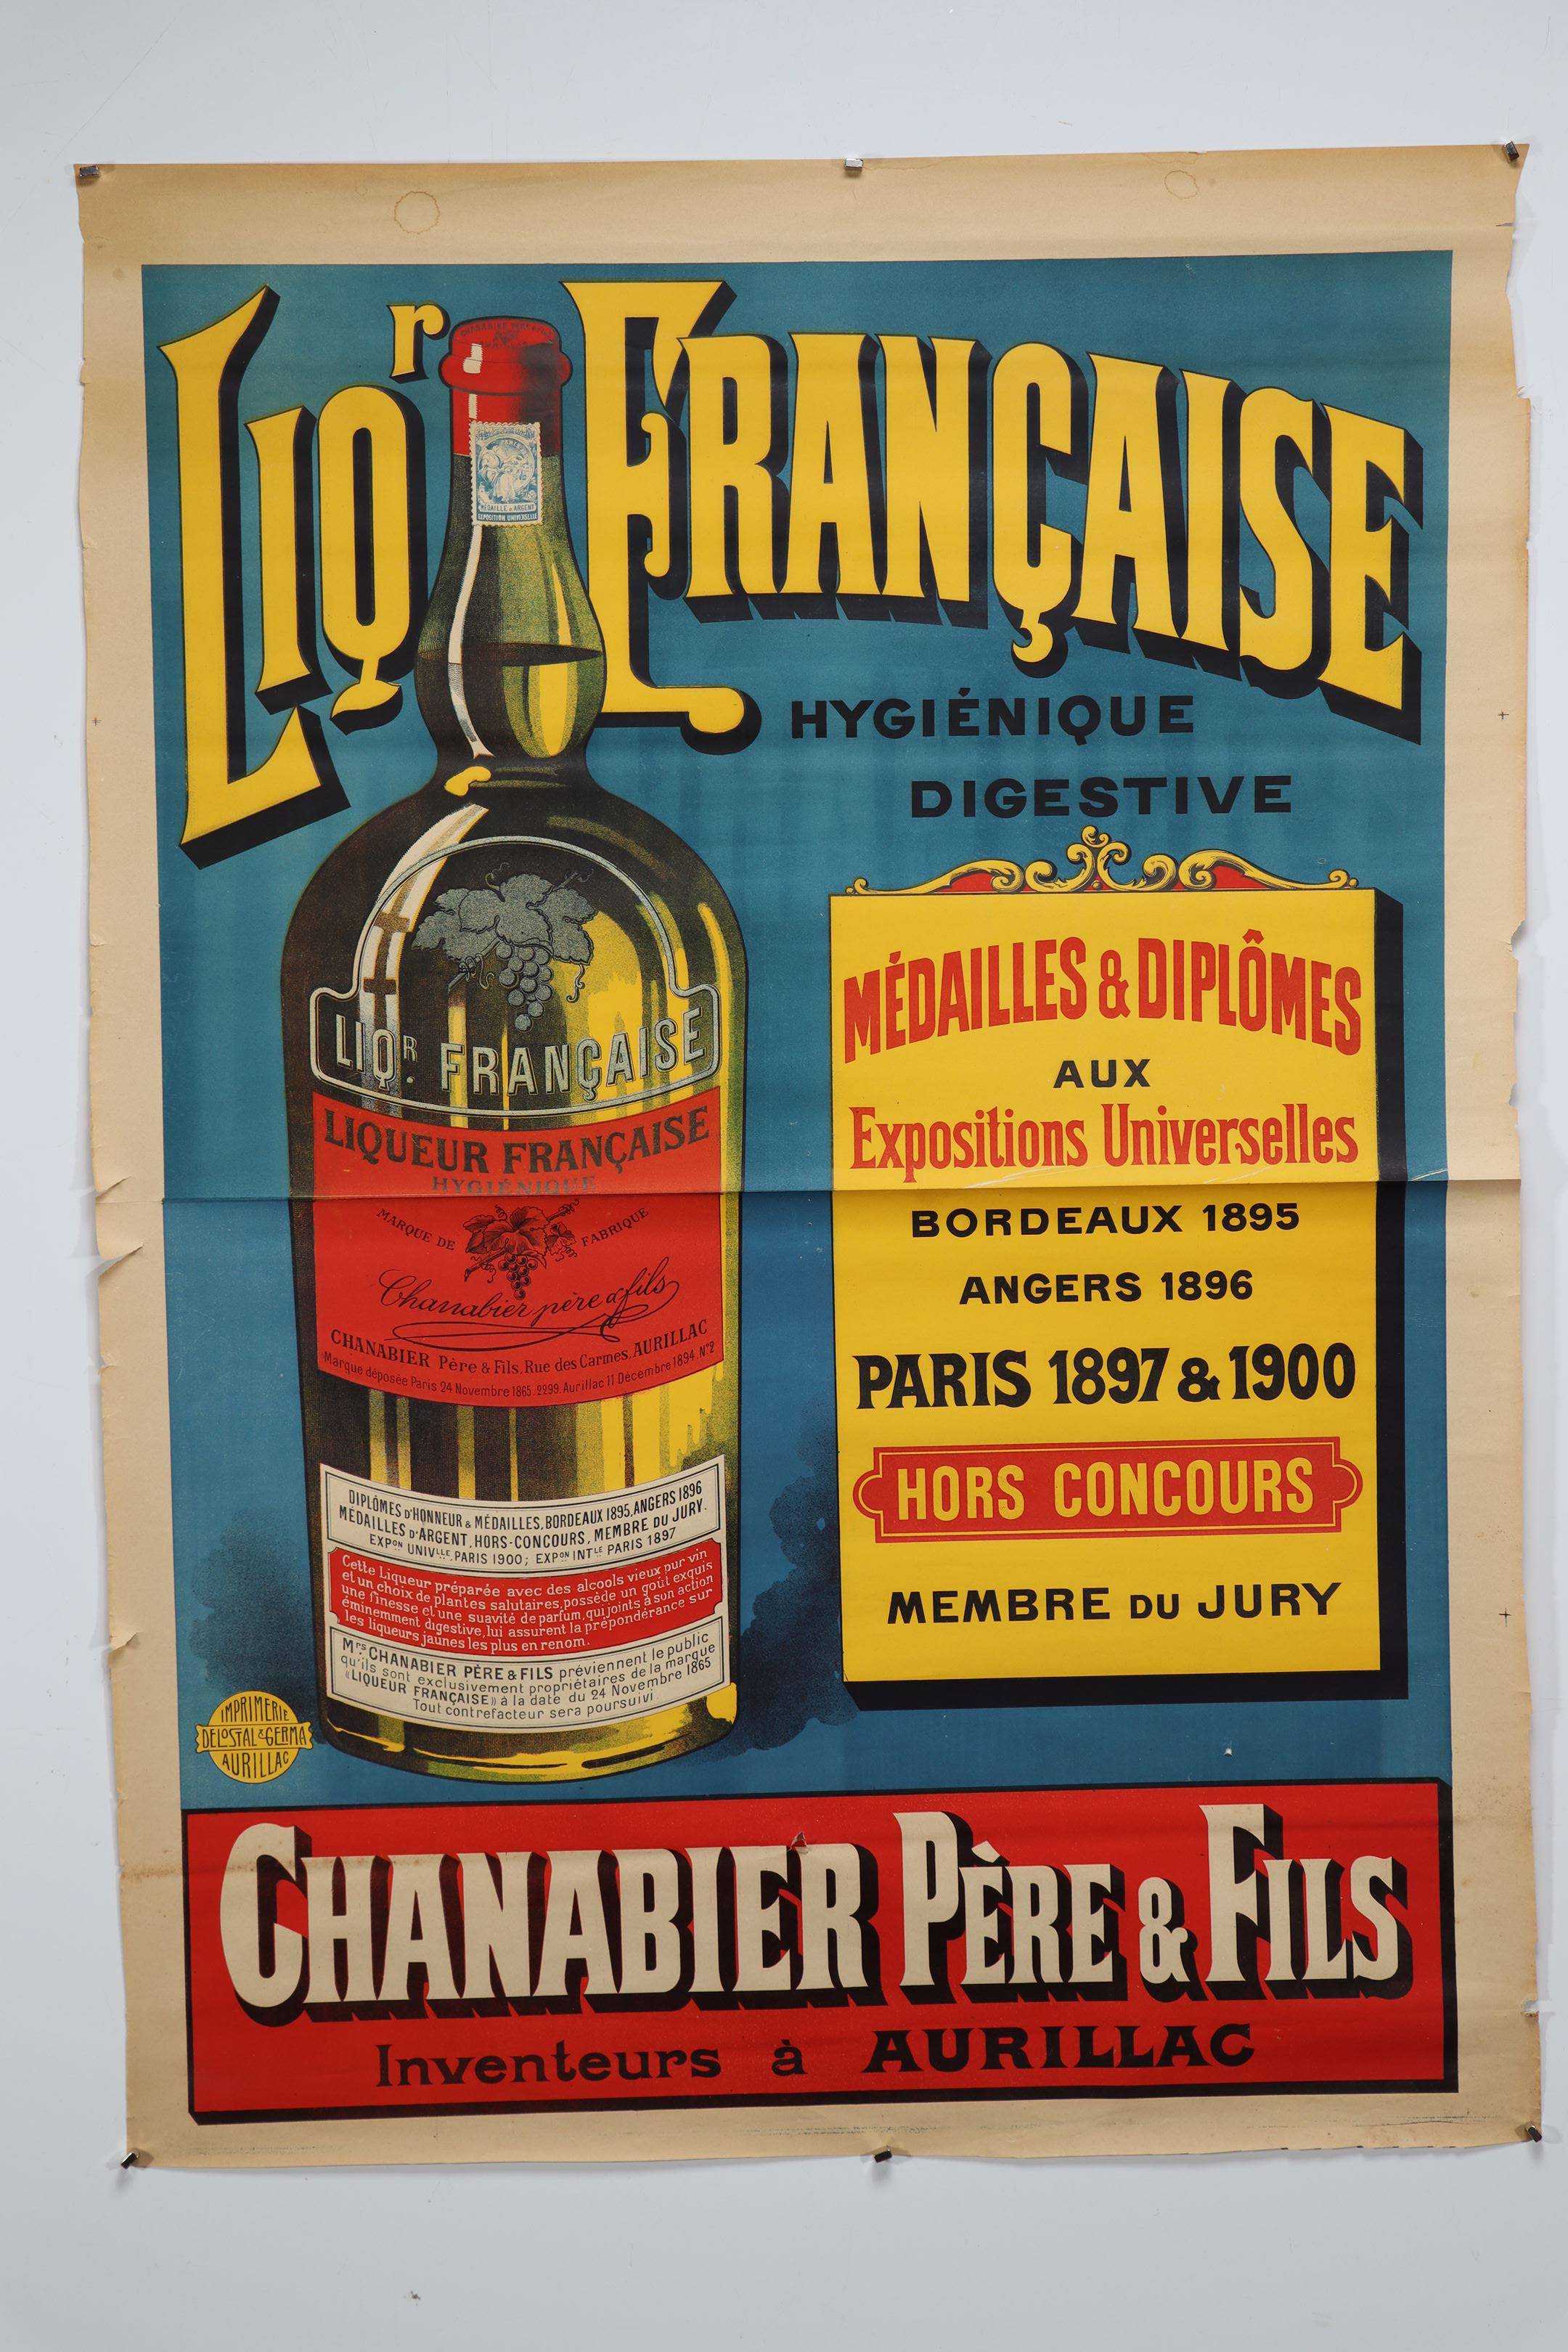 Liqr Française
HYGIÉNIQUE
DIGESTIVE
MÉDAILLES & DIPLÔMES
AUX
Expositions Universelles
BORDEAUX 1895
ANGERS 1896
PARIS 1897 & 1900
HORS CONCOURS
MEMBRE DU JURY
MÉDAILLE D'ARGENT
EXPOSITION UNIVERSELLE
LIQR. FRANÇAISE
LIQUEUR FRANÇAISE
HYGIÉNIQUE
MARQUE DE FABRIQUE
Chanabier père & fils
CHANABIER Père & Fils, Rue des Carmes. AURILLAC
Marque déposée Paris 24 Novembre 1865. 2299. Aurillac 11 Décembre 1894. No 2
DIPLÔMES D'HONNEUR & MÉDAILLES, BORDEAUX 1895, ANGERS 1896
MÉDAILLES D'ARGENT, HORS-CONCOURS, MEMBRE DU JURY.
EXPON UNIVLLE PARIS 1900; EXPON INTLE PARIS 1897
Cette Liqueur préparée avec des alcools vieux pur vin
et un choix de plantes salutaires, possède un goût exquis
une finesse et une suavité de parfum, qui joints à son action
éminemment digestive, lui assurent la prépondérance sur
les liqueurs jaunes les plus en renom.
Mrs CHANABIER PÈRE & FILS préviennent le public
qu'ils sont exclusivement propriétaires de la marque
«LIQUEUR FRANÇAISE» à la date du 24 Novembre 1865
Tout contrefacteur sera poursuivi
IMPRIMERIE
DELOSTAL & GERMA
AURILLAC
CHANABIER PÈRE & FILS
Inventeurs à AURILLAC